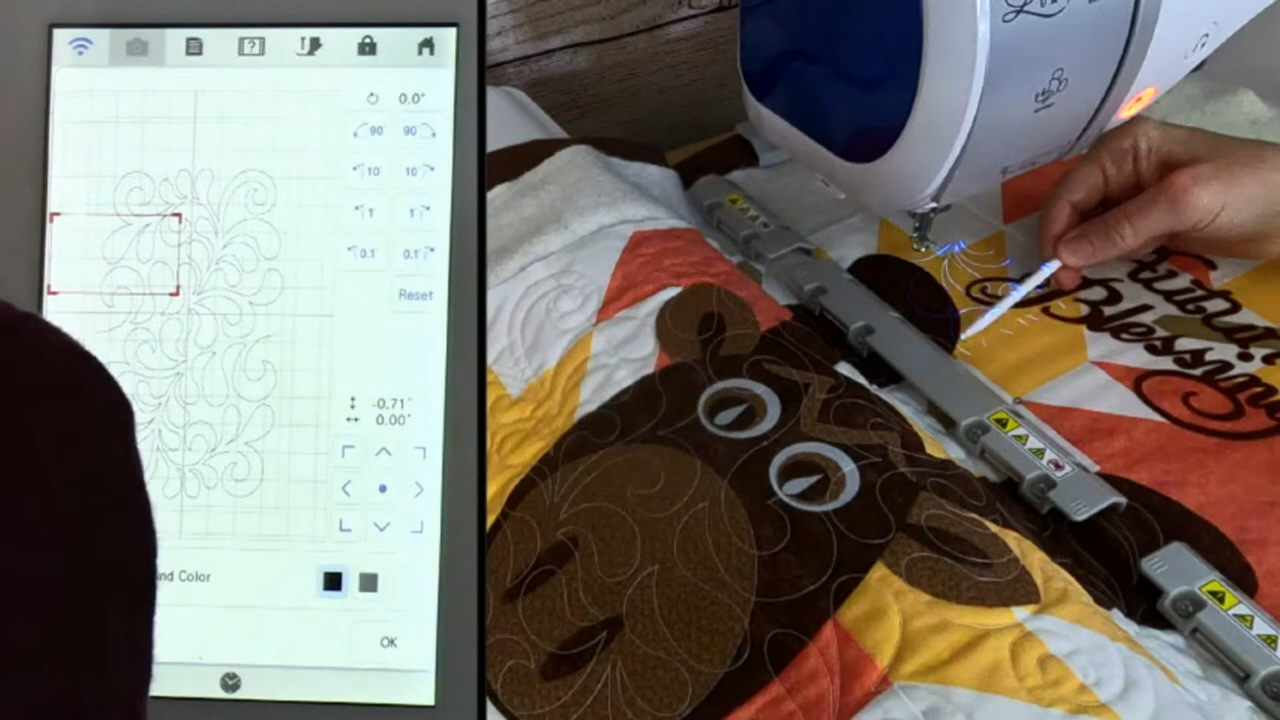 0.0°
90° 90°
10° 10°
1° 1°
0.1° 0.1°
Reset
-0.71"
0.00"
nd Color
OK
Blessing